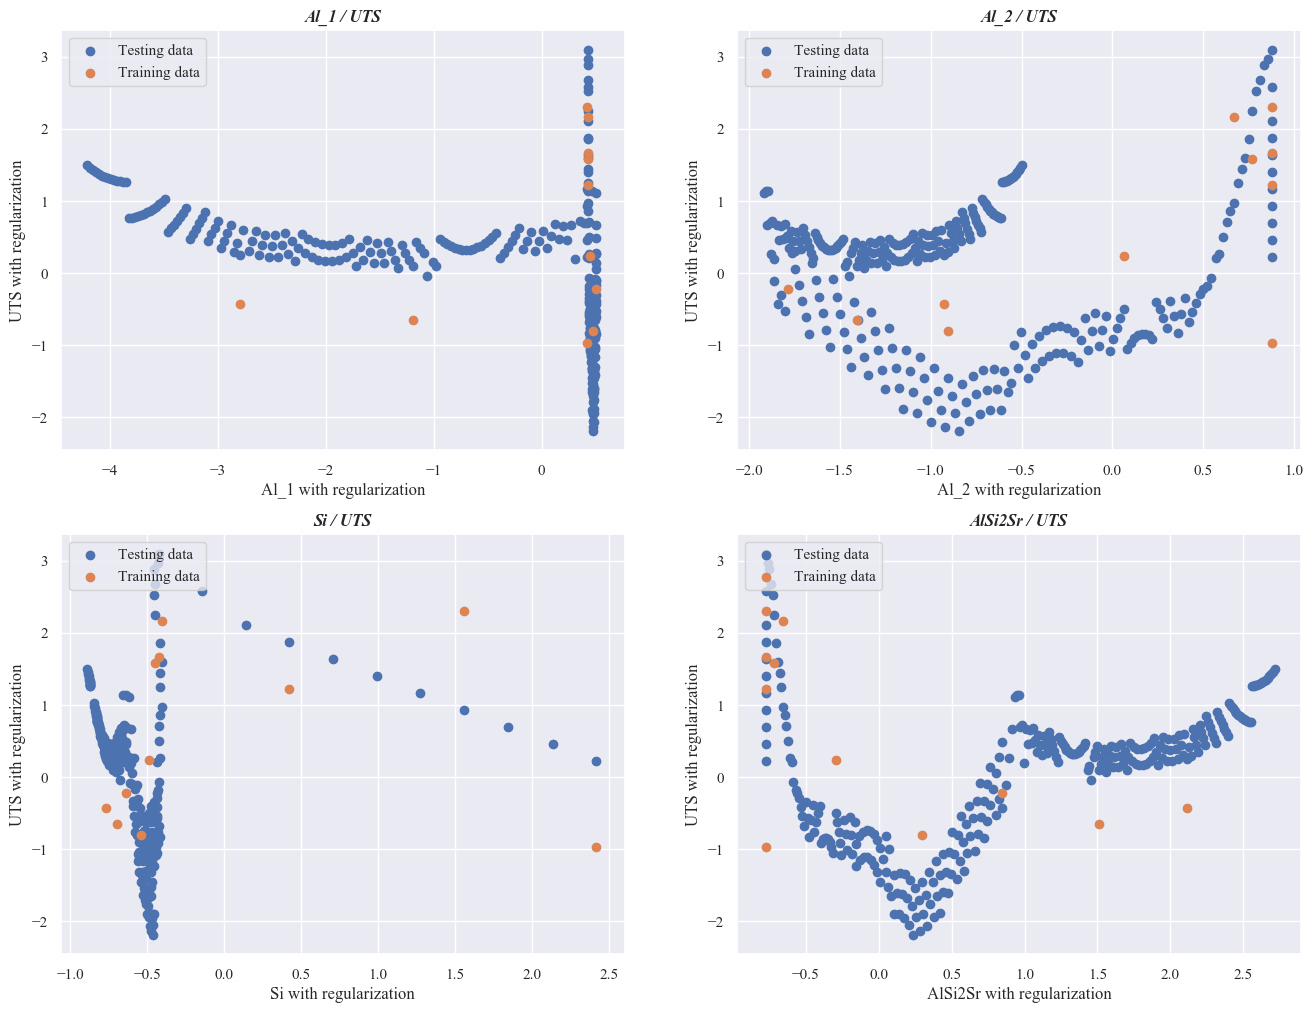 Al_1 / UTS
Testing data
Training data
3
2
1
0
−1
−2
UTS with regularization
−4
−3
−2
−1
0
Al_1 with regularization
Al_2 / UTS
Testing data
Training data
3
2
1
0
−1
−2
UTS with regularization
−2.0
−1.5
−1.0
−0.5
0.0
0.5
1.0
Al_2 with regularization
Si / UTS
Testing data
Training data
3
2
1
0
−1
−2
UTS with regularization
−1.0
−0.5
0.0
0.5
1.0
1.5
2.0
2.5
Si with regularization
AlSi2Sr / UTS
Testing data
Training data
3
2
1
0
−1
−2
UTS with regularization
−0.5
0.0
0.5
1.0
1.5
2.0
2.5
AlSi2Sr with regularization